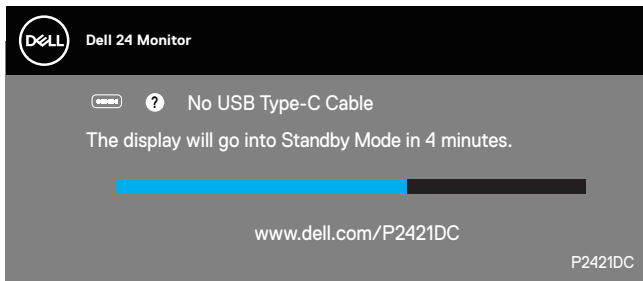 DELL
Dell 24 Monitor
? No USB Type-C Cable
The display will go into Standby Mode in 4 minutes.
www.dell.com/P2421DC
P2421DC